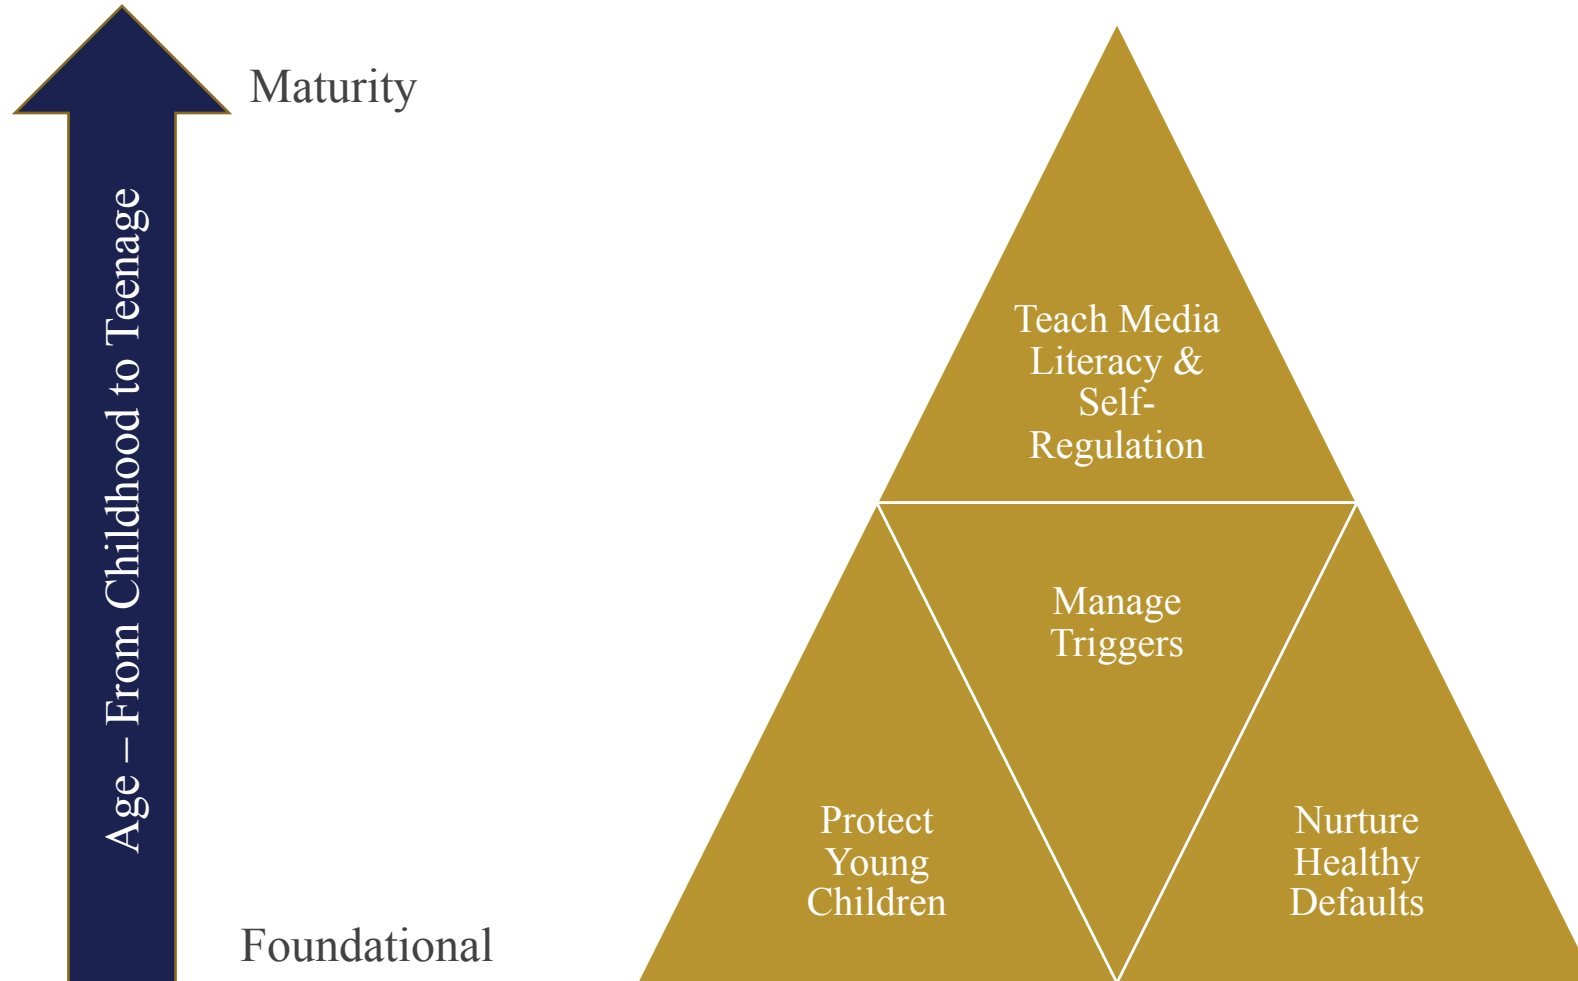 Maturity
Age – From Childhood to Teenage
Foundational
Teach Media
Literacy &
Self-
Regulation
Manage
Triggers
Protect
Young
Children
Nurture
Healthy
Defaults